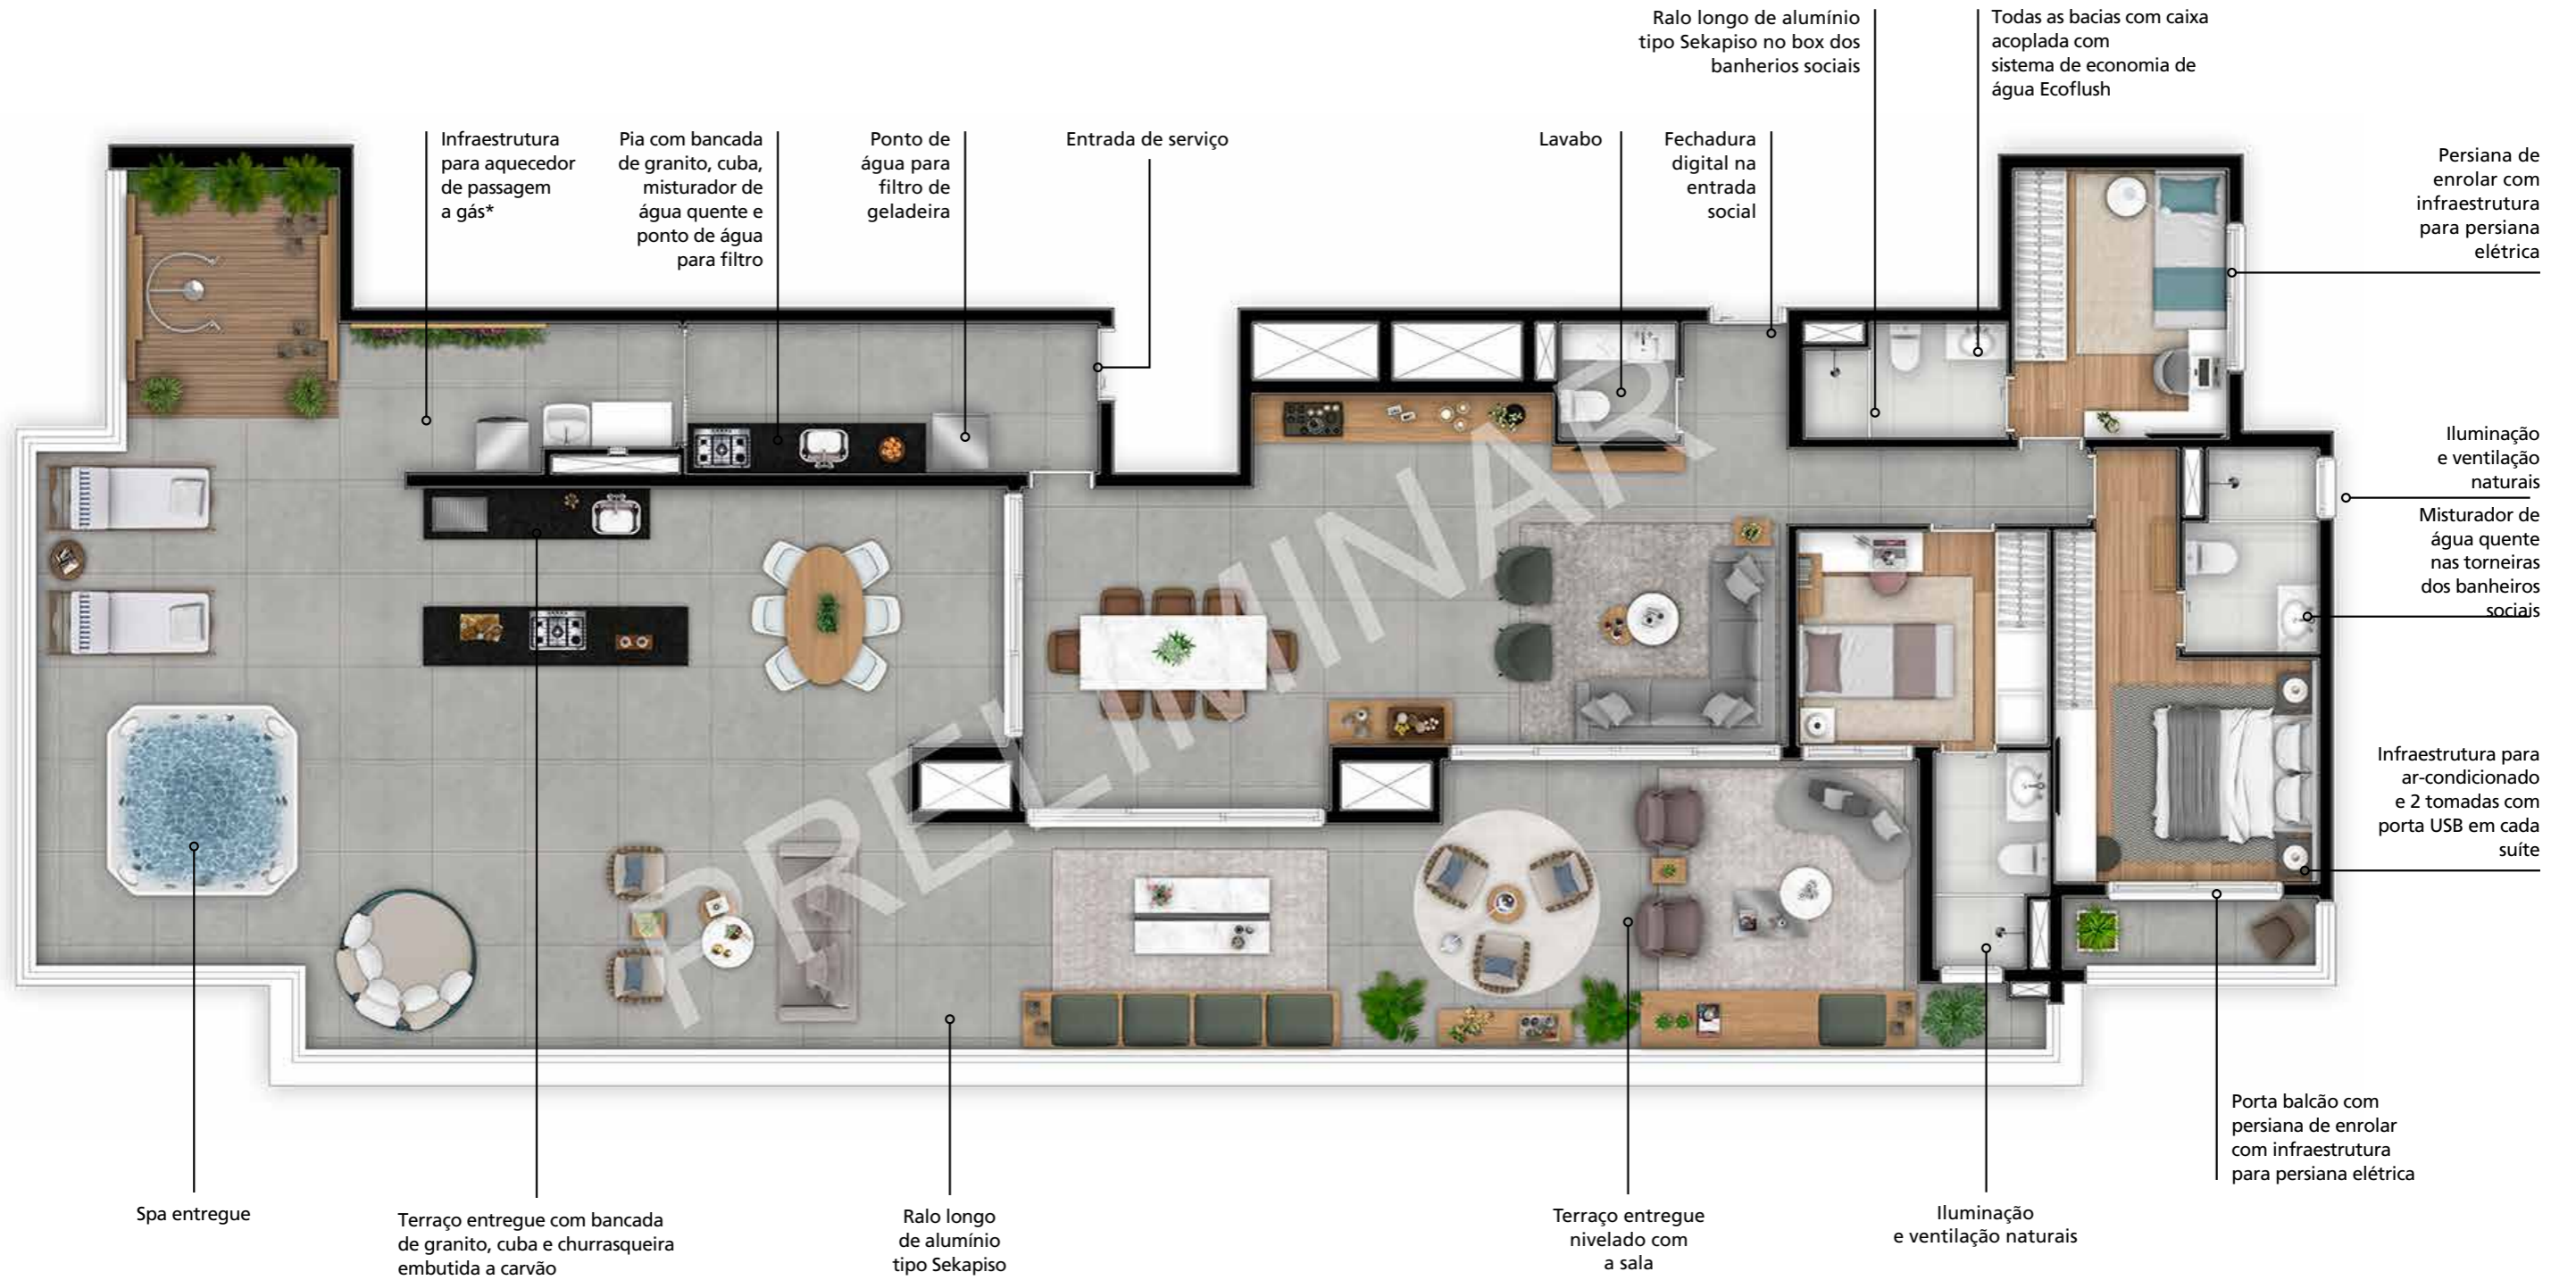 Ralo longo de alumínio
tipo Sekapiso no box dos
banherios sociais
Todas as bacias com caixa
acoplada com
sistema de economia de
água Ecoflush
Infraestrutura
para aquecedor
de passagem
a gás*
Pia com bancada
de granito, cuba,
misturador de
água quente e
ponto de água
para filtro
Ponto de
água para
filtro de
geladeira
Entrada de serviço
Lavabo
Fechadura
digital na
entrada
social
Persiana de
enrolar com
infraestrutura
para persiana
elétrica
Iluminação
e ventilação
naturais
Misturador de
água quente
nas torneiras
dos banheiros
sociais
Infraestrutura para
ar-condicionado
e 2 tomadas com
porta USB em cada
suíte
PRELIMINAR
Porta balcão com
persiana de enrolar
com infraestrutura
para persiana elétrica
Spa entregue
Terraço entregue com bancada
de granito, cuba e churrasqueira
embutida a carvão
Ralo longo
de alumínio
tipo Sekapiso
Terraço entregue
nivelado com
a sala
Iluminação
e ventilação naturais